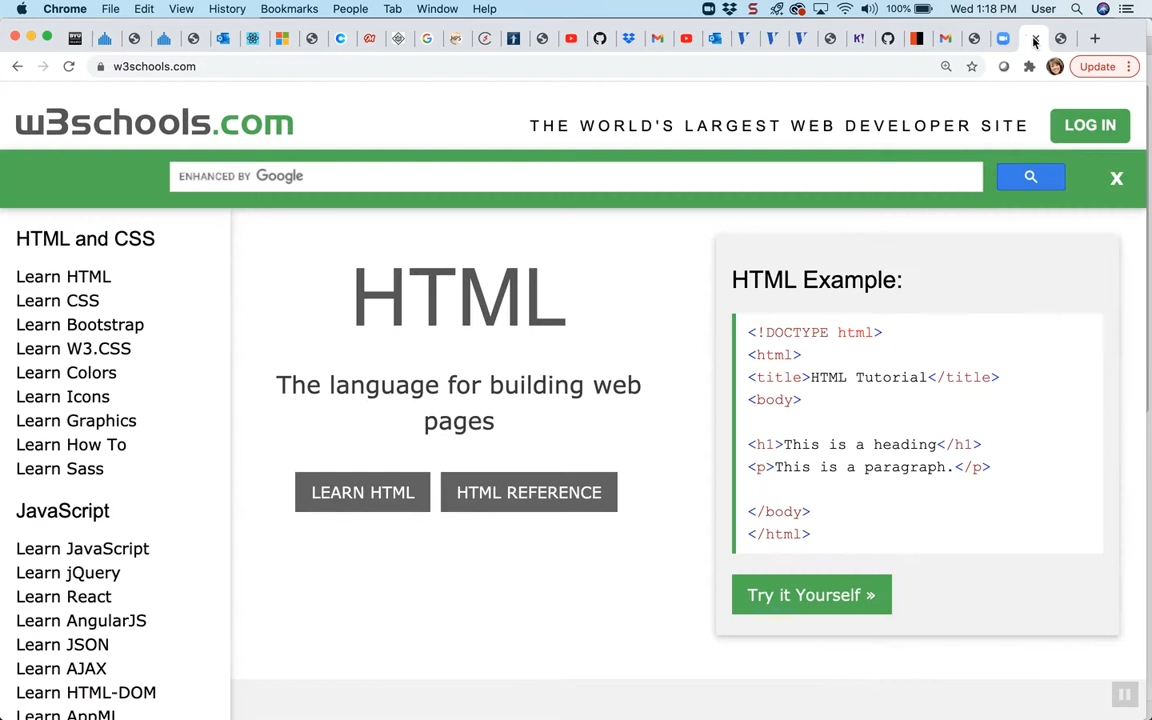 Chrome File Edit View History Bookmarks People Tab Window Help 100% Wed 1:18 PM User
w3schools.com Update
w3schools.com THE WORLD'S LARGEST WEB DEVELOPER SITE LOG IN
ENHANCED BY Google X
HTML and CSS
Learn HTML
Learn CSS
Learn Bootstrap
Learn W3.CSS
Learn Colors
Learn Icons
Learn Graphics
Learn How To
Learn Sass
JavaScript
Learn JavaScript
Learn jQuery
Learn React
Learn AngularJS
Learn JSON
Learn AJAX
Learn HTML-DOM
Learn AppML
HTML
The language for building web
pages
LEARN HTML HTML REFERENCE
HTML Example:
<!DOCTYPE html>
<html>
<title>HTML Tutorial</title>
<body>
<h1>This is a heading</h1>
<p>This is a paragraph.</p>
</body>
</html>
Try it Yourself »